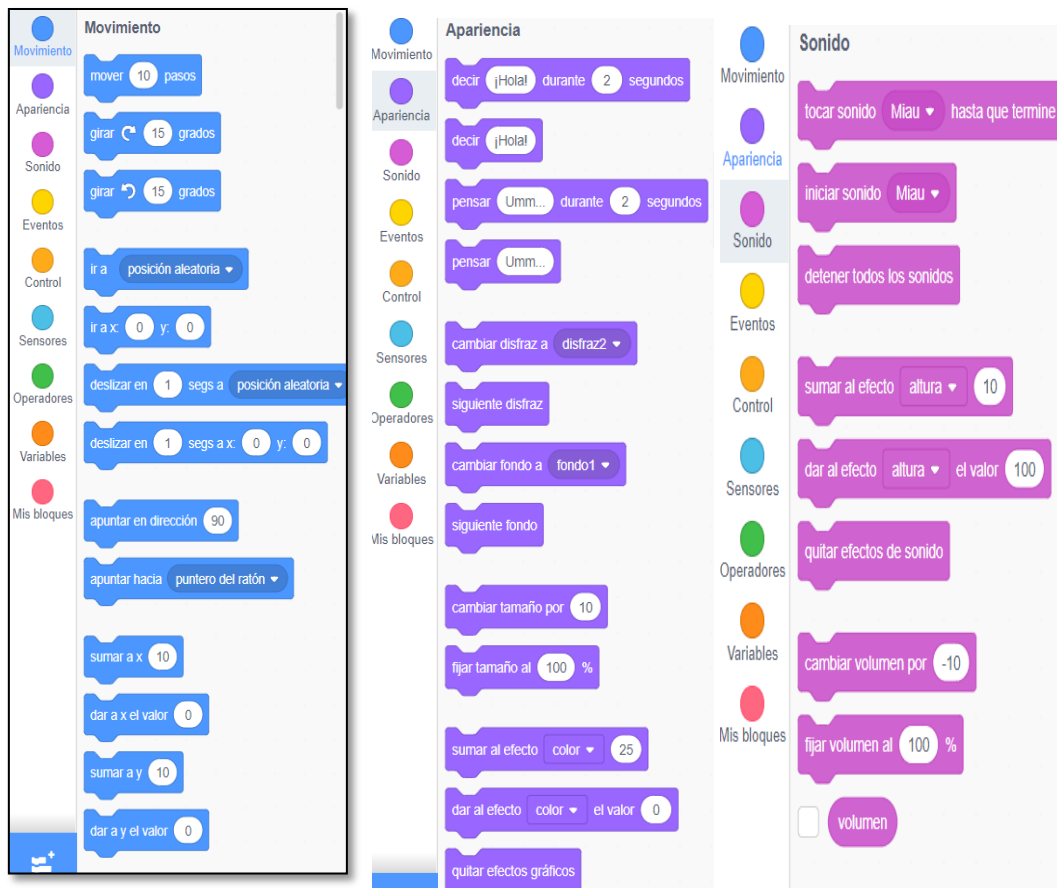 Movimiento
Movimiento
Apariencia
Sonido
Eventos
Control
Sensores
Operadores
Variables
Mis bloques
mover 10 pasos
girar 15 grados
girar 15 grados
ir a posición aleatoria
ir a x: 0 y: 0
deslizar en 1 segs a posición aleatoria
deslizar en 1 segs a x: 0 y: 0
apuntar en dirección 90
apuntar hacia puntero del ratón
sumar a x 10
dar a x el valor 0
sumar a y 10
dar a y el valor 0
Apariencia
Movimiento
Apariencia
Sonido
Eventos
Control
Sensores
Operadores
Variables
Mis bloques
decir ¡Hola! durante 2 segundos
decir ¡Hola!
pensar Umm... durante 2 segundos
pensar Umm...
cambiar disfraz a disfraz2
siguiente disfraz
cambiar fondo a fondo1
siguiente fondo
cambiar tamaño por 10
fijar tamaño al 100 %
sumar al efecto color 25
dar al efecto color el valor 0
quitar efectos gráficos
Sonido
Movimiento
Apariencia
Sonido
Eventos
Control
Sensores
Operadores
Variables
Mis bloques
tocar sonido Miau hasta que termine
iniciar sonido Miau
detener todos los sonidos
sumar al efecto altura 10
dar al efecto altura el valor 100
quitar efectos de sonido
cambiar volumen por -10
fijar volumen al 100 %
volumen